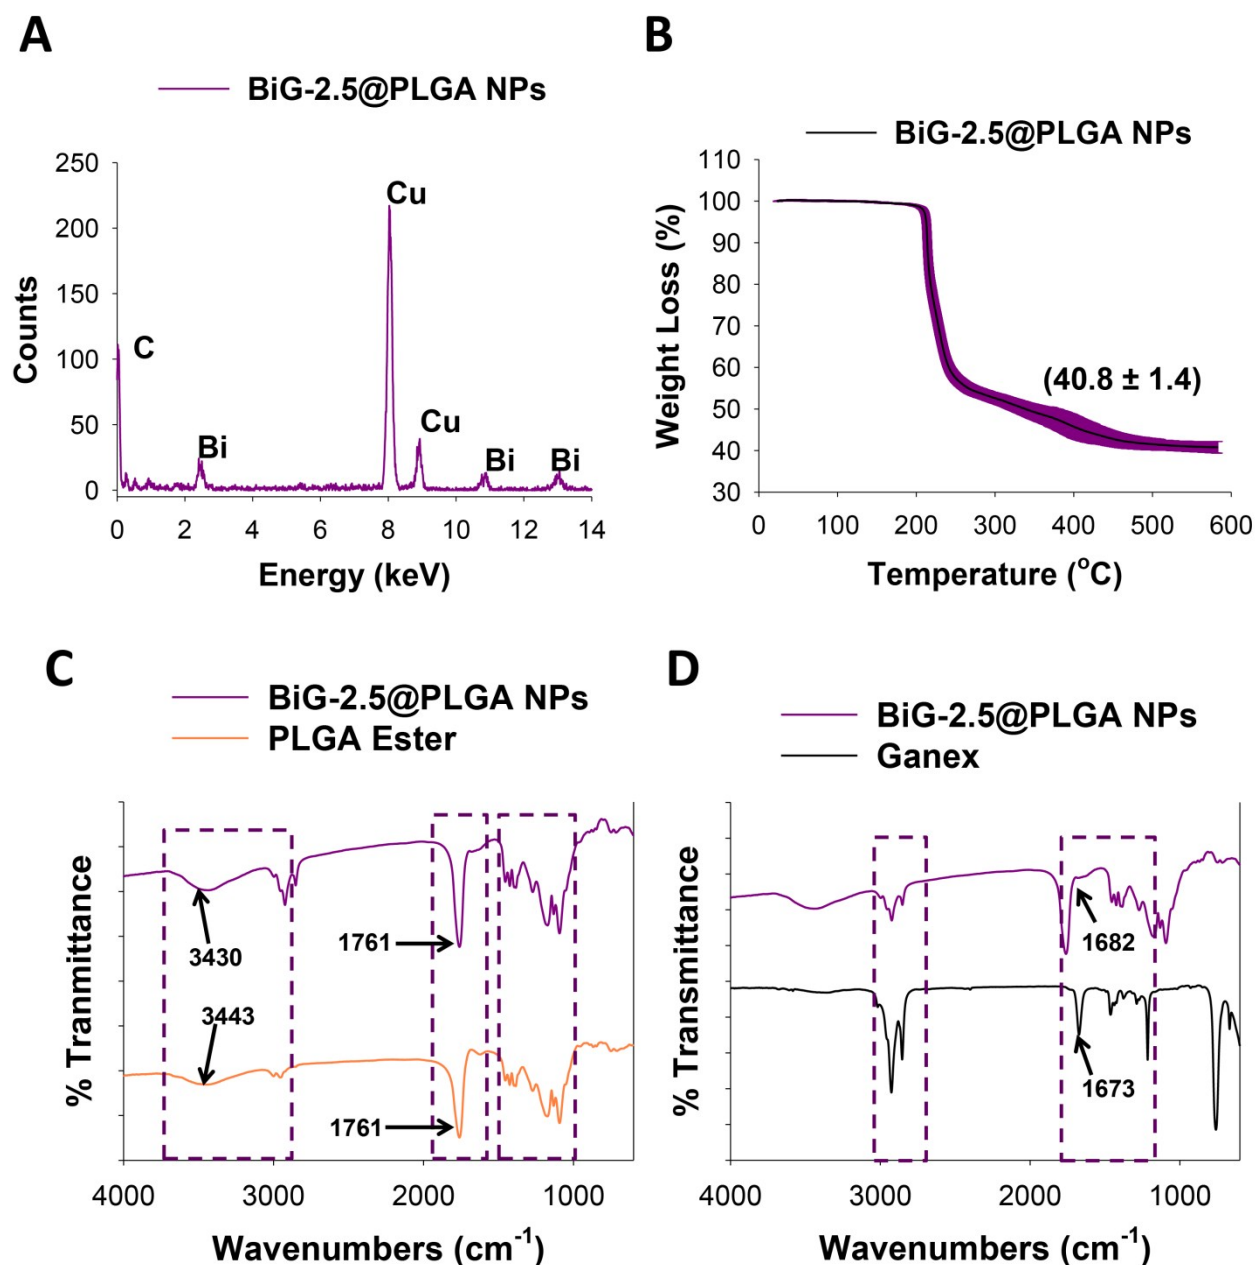 A
BiG-2.5@PLGA NPs
250
200
150
100
50
0
Counts
C
Bi
Cu
Cu
Bi
Bi
0 2 4 6 8 10 12 14
Energy (keV)
B
BiG-2.5@PLGA NPs
110
100
90
80
70
60
50
40
30
Weight Loss (%)
(40.8 ± 1.4)
0 100 200 300 400 500 600
Temperature (°C)
C
BiG-2.5@PLGA NPs
PLGA Ester
% Tranmittance
3430
1761
3443
1761
4000 3000 2000 1000
Wavenumbers (cm⁻¹)
D
BiG-2.5@PLGA NPs
Ganex
% Transmittance
1682
1673
4000 3000 2000 1000
Wavenumbers (cm⁻¹)